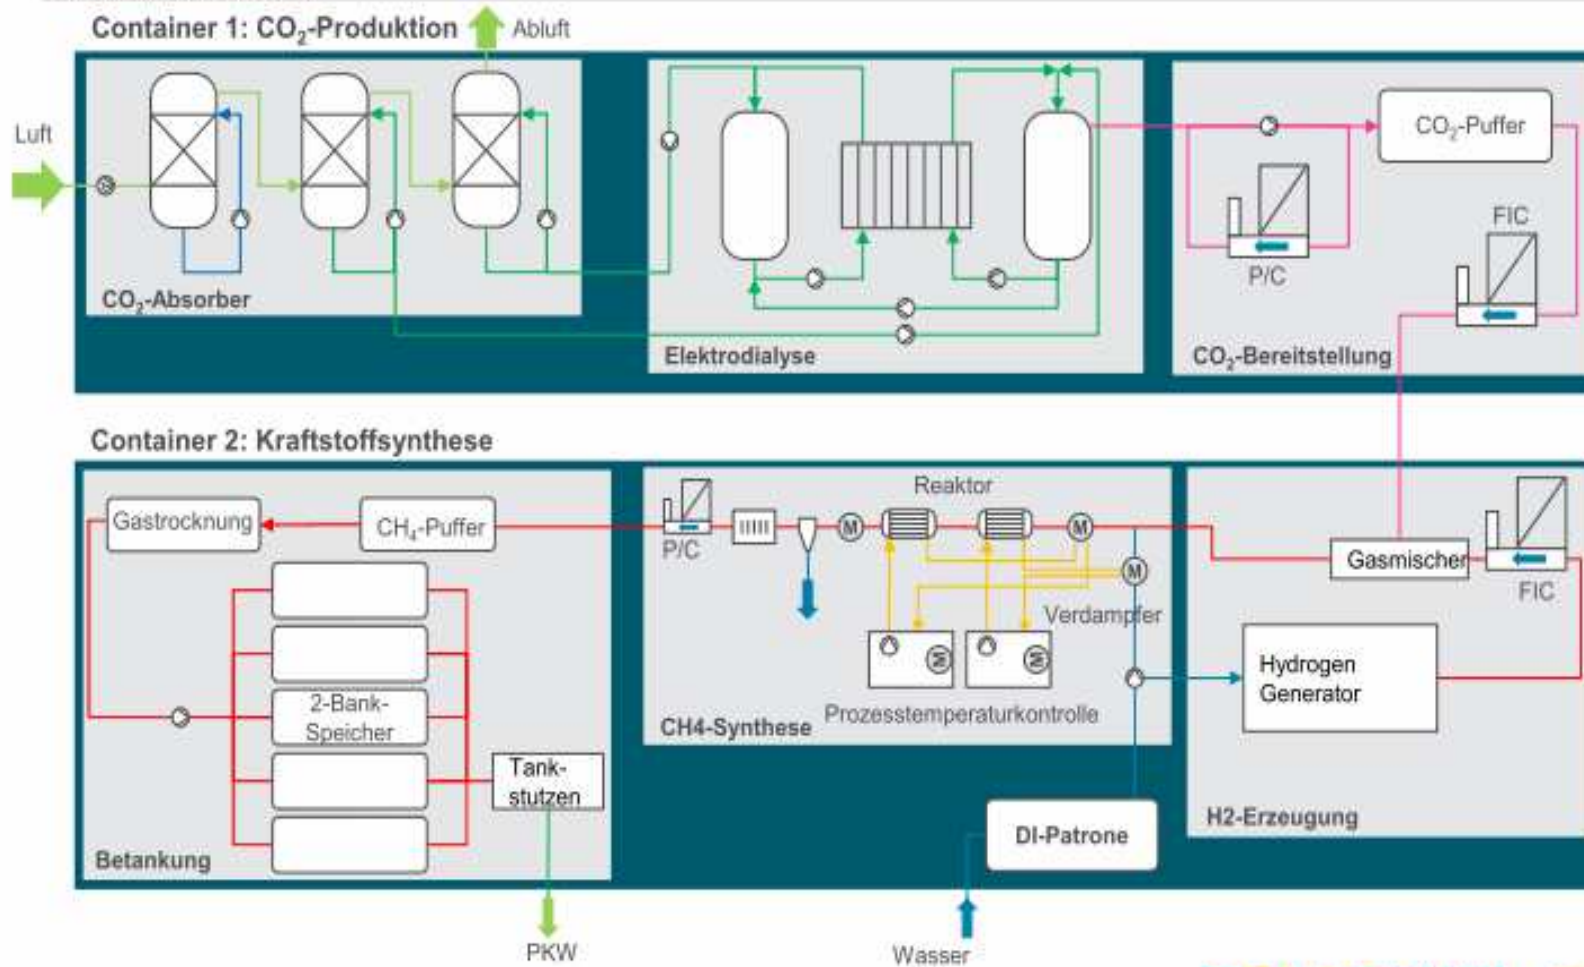 Container 1: CO₂-Produktion
Abluft
Luft
CO₂-Absorber
Elektrodialyse
CO₂-Puffer
P/C
FIC
CO₂-Bereitstellung
Container 2: Kraftstoffsynthese
Gastrocknung
CH₄-Puffer
2-Bank-
Speicher
Tank-
stutzen
Betankung
P/C
M
Reaktor
M
M
Verdampfer
M
M
Prozesstemperaturkontrolle
CH4-Synthese
Gasmischer
FIC
Hydrogen
Generator
H2-Erzeugung
DI-Patrone
PKW
Wasser